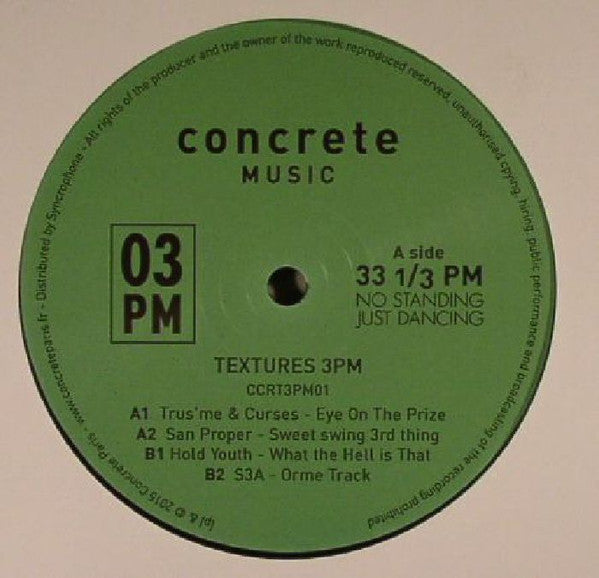 concrete
MUSIC
03
PM
A side
33 1/3 PM
NO STANDING
JUST DANCING
TEXTURES 3PM
CCRT3PM01
A1 Trus'me & Curses - Eye On The Prize
A2 San Proper - Sweet swing 3rd thing
B1 Hold Youth - What the Hell is That
B2 S3A - Orme Track
(p) & © 2015 Concrete Paris - www.concreteparis.fr - Distributed by Syncrophone - All rights of the producer and the owner of the work reproduced reserved, unauthorised copying, hiring, public performance and broadcasting of the recording prohibited